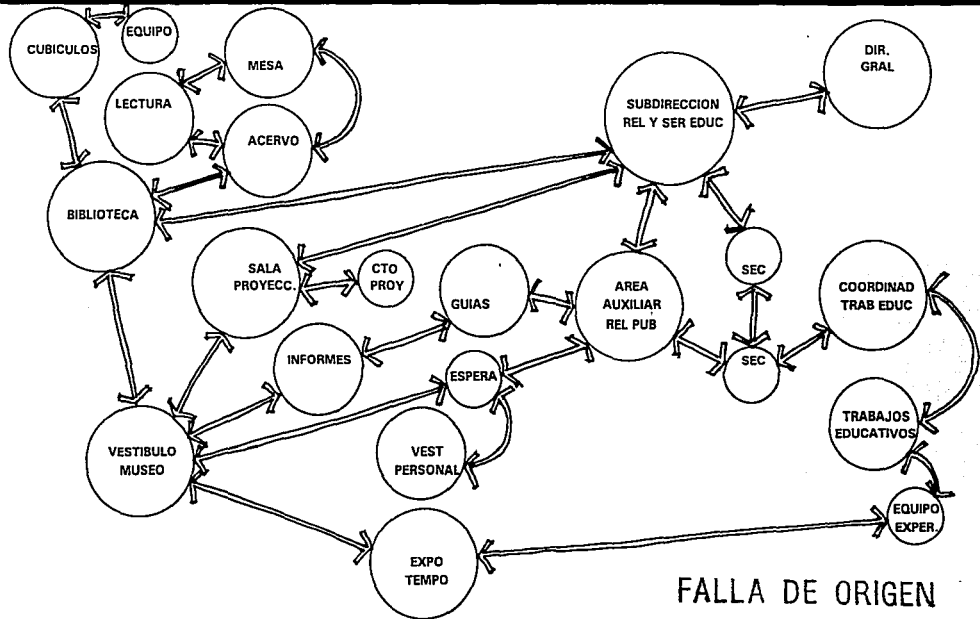 CUBICULOS
EQUIPO
MESA
LECTURA
ACERVO
BIBLIOTECA
DIR.
GRAL
SUBDIRECCION
REL Y SER EDUC
SALA
PROYECC.
CTO
PROY
GUIAS
AREA
AUXILIAR
REL PUB
SEC
SEC
COORDINAD
TRAB EDUC
INFORMES
ESPERA
VESTIBULO
MUSEO
VEST
PERSONAL
TRABAJOS
EDUCATIVOS
EQUIPO
EXPER.
EXPO
TEMPO
FALLA DE ORIGEN